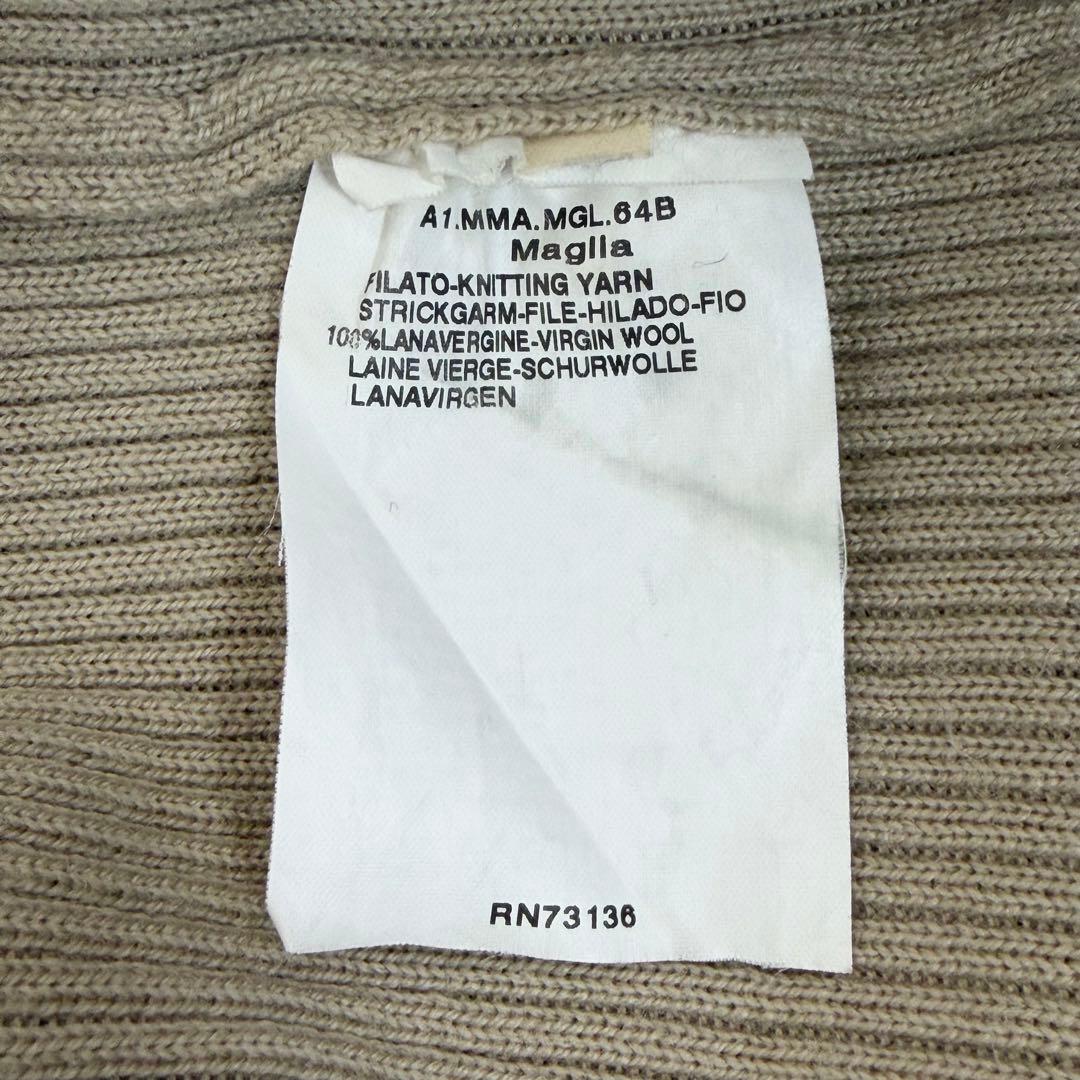 A1.MMA.MGL.64B
Maglia
FILATO-KNITTING YARN
STRICKGARM-FILE-HILADO-FIO
100%LANAVERGINE-VIRGIN WOOL
LAINE VIERGE-SCHURWOLLE
LANAVIRGEN
RN73136